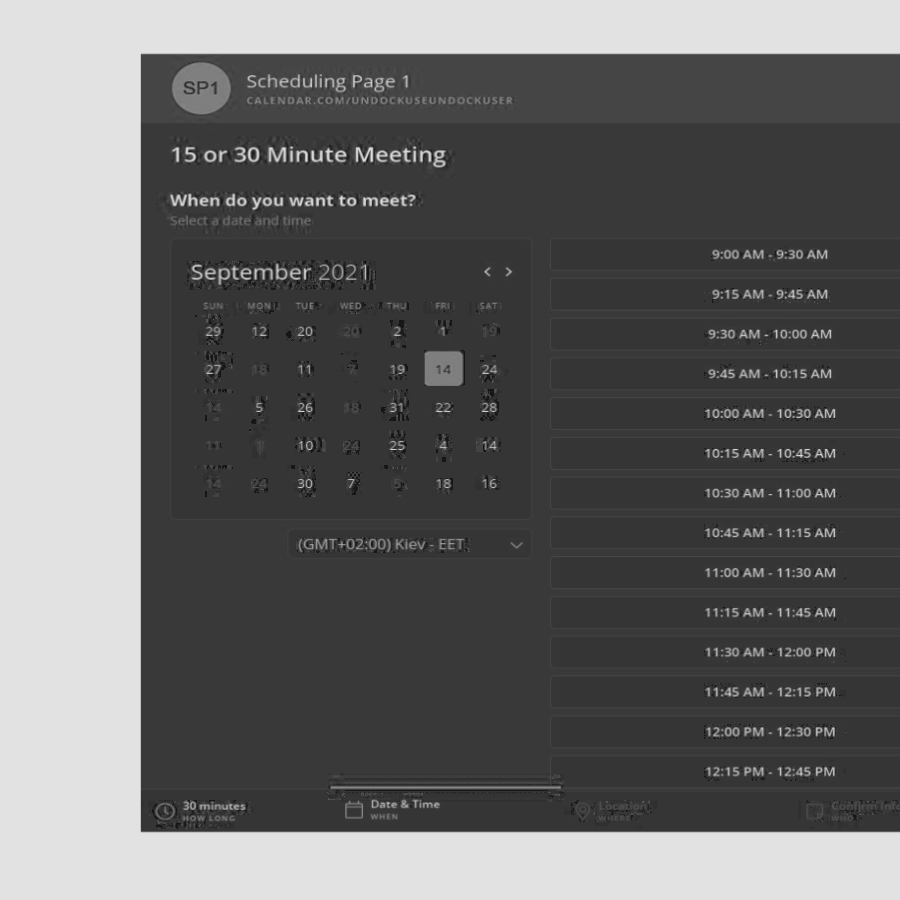 SP1
Scheduling Page 1
CALENDAR.COM/UNDOCKUSEUNDOCKUSER
15 or 30 Minute Meeting
When do you want to meet?
Select a date and time
September 2021
< >
SUN MON TUE WED THU FRI SAT
29 12 20 20 2 1 19
27 18 11 7 19 14 24
14 5 26 18 31 22 28
11 1 10 24 25 4 14
14 24 30 7 5 18 16
(GMT+02:00) Kiev - EET
9:00 AM - 9:30 AM
9:15 AM - 9:45 AM
9:30 AM - 10:00 AM
9:45 AM - 10:15 AM
10:00 AM - 10:30 AM
10:15 AM - 10:45 AM
10:30 AM - 11:00 AM
10:45 AM - 11:15 AM
11:00 AM - 11:30 AM
11:15 AM - 11:45 AM
11:30 AM - 12:00 PM
11:45 AM - 12:15 PM
12:00 PM - 12:30 PM
12:15 PM - 12:45 PM
30 minutes
HOW LONG
Date & Time
WHEN
Location
WHERE
Confirm Info
WHO